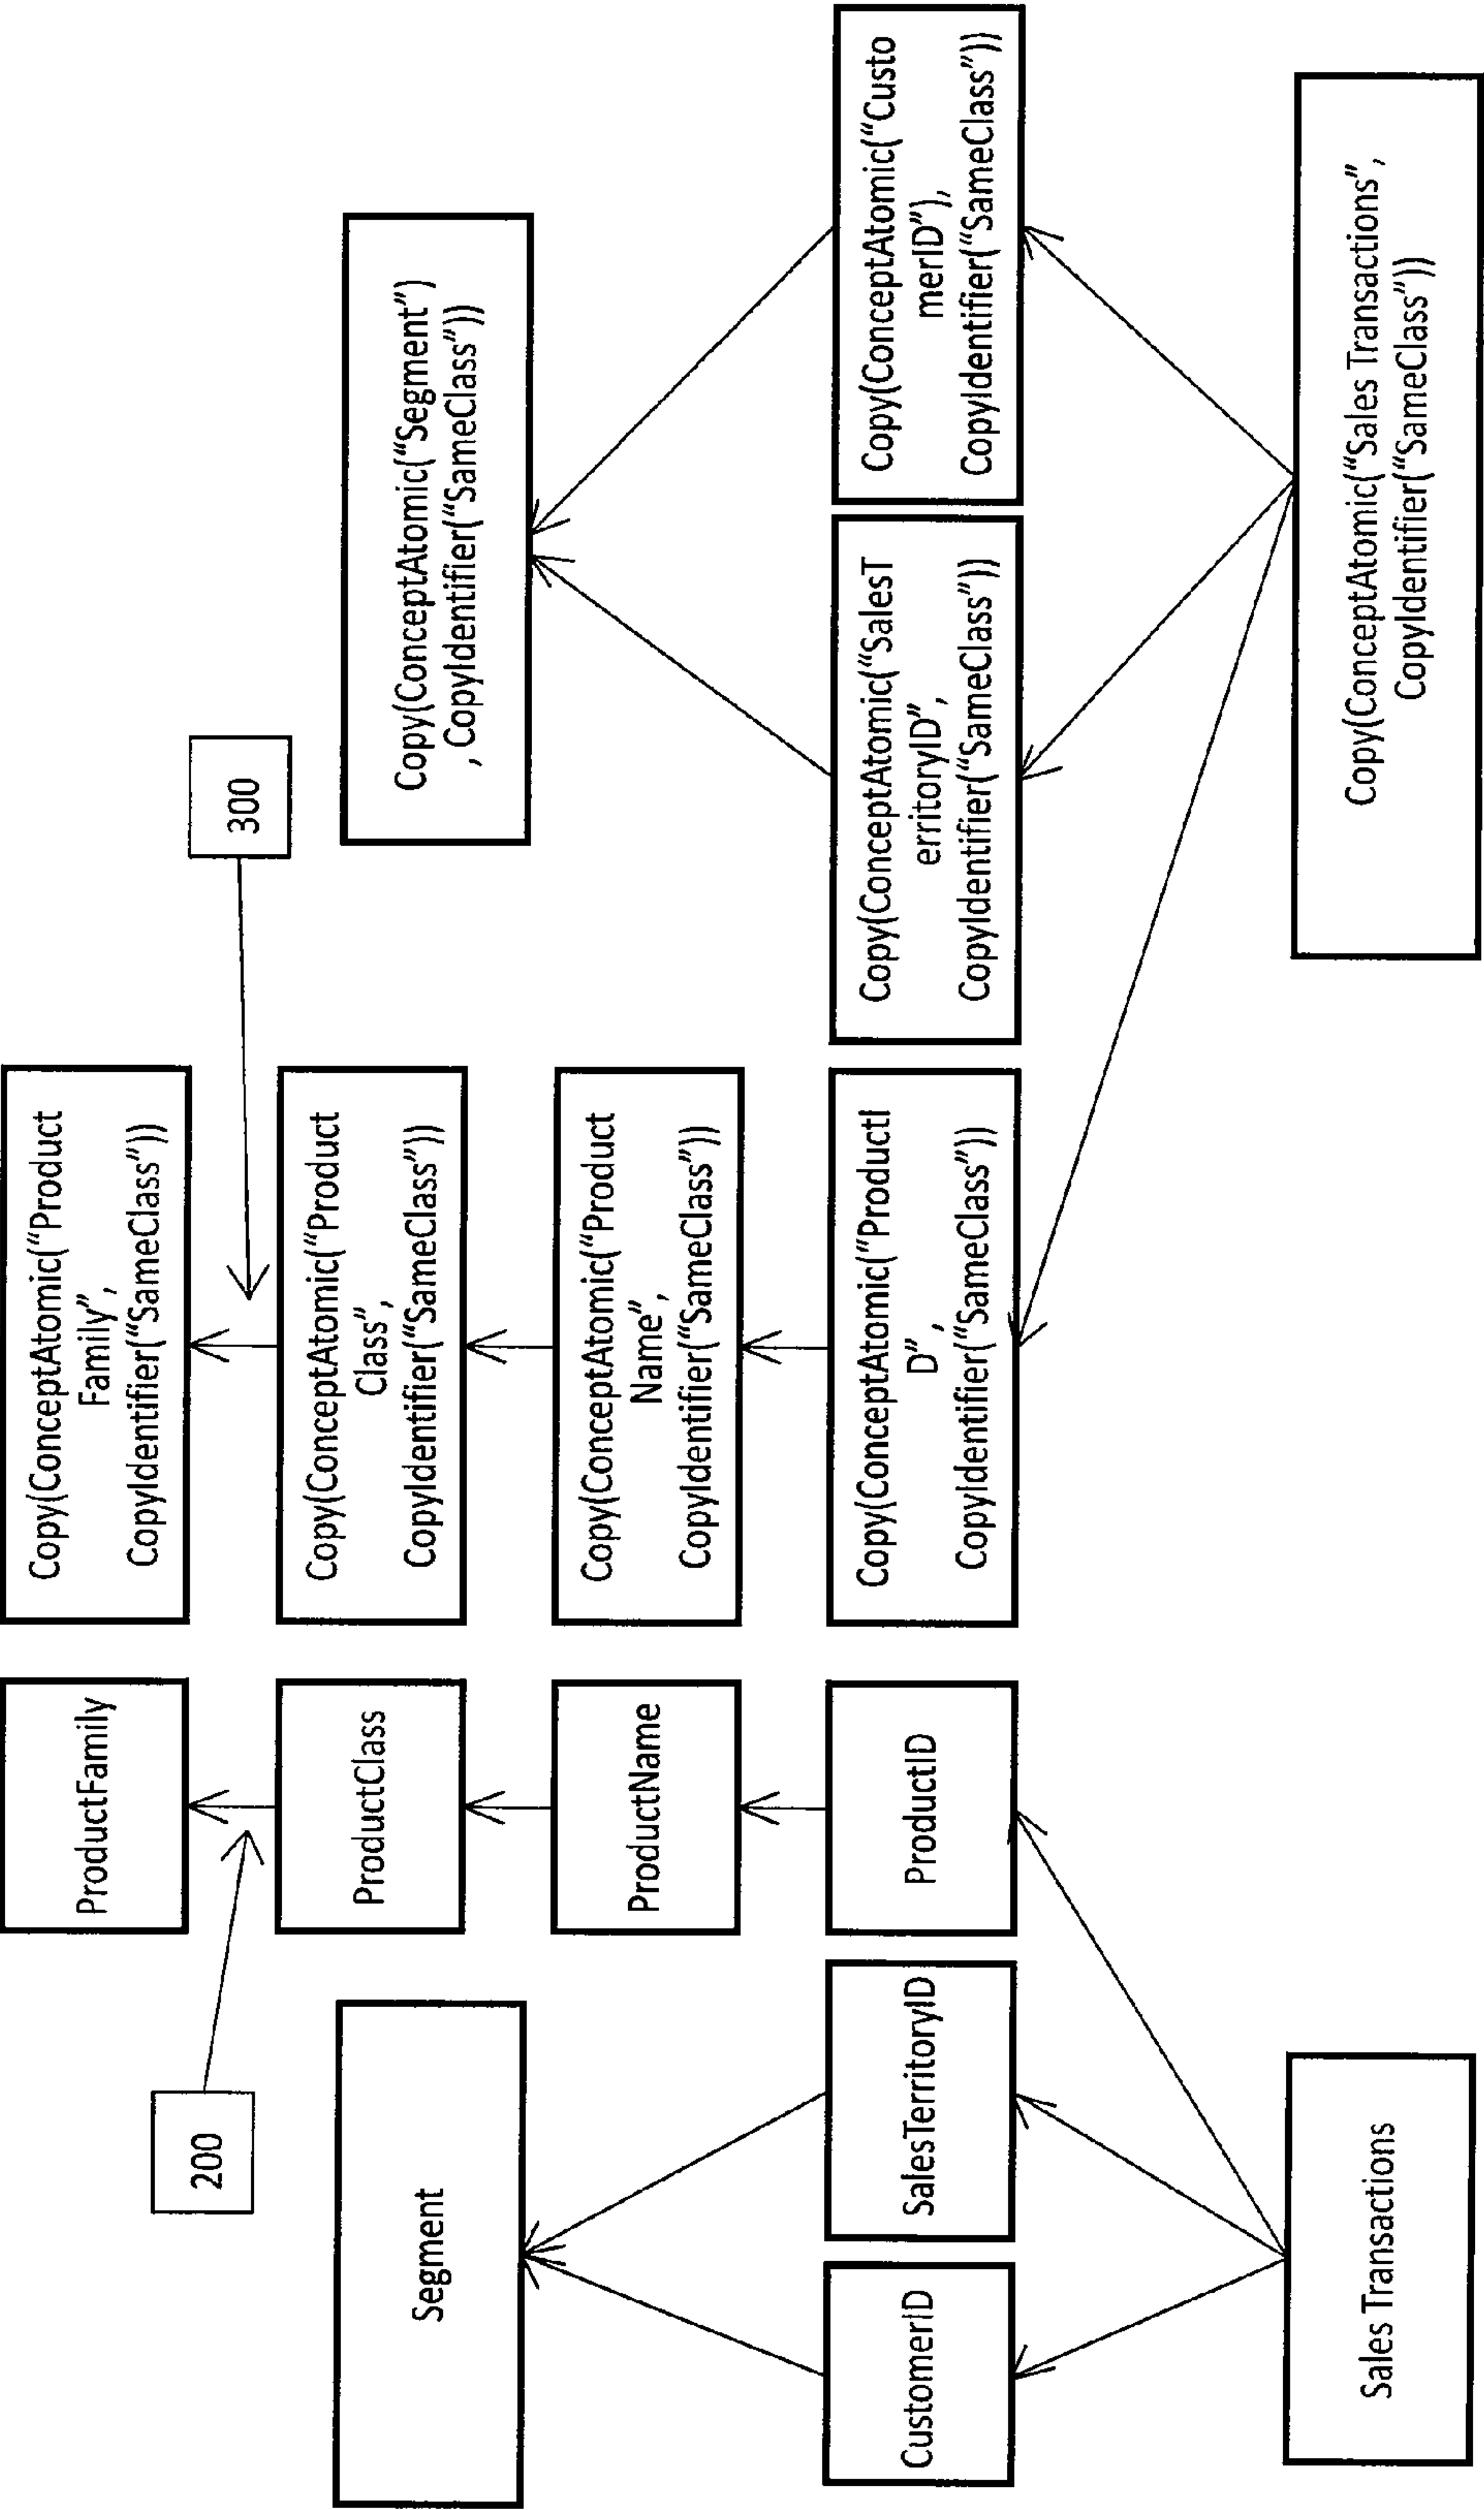 ProductFamily
200
ProductClass
Segment
ProductName
CustomerID
SalesTerritoryID
ProductID
Sales Transactions
Copy(ConceptAtomic(“Product
Family”,
CopyIdentifier(“SameClass”))
300
Copy(ConceptAtomic(“Product
Class”,
CopyIdentifier(“SameClass”))
Copy(ConceptAtomic(“Segment”)
, CopyIdentifier(“SameClass”))
Copy(ConceptAtomic(“Product
Name”,
CopyIdentifier(“SameClass”))
Copy(ConceptAtomic(“ProductI
D”,
CopyIdentifier(“SameClass”))
Copy(ConceptAtomic(“SalesT
erritoryID”,
CopyIdentifier(“SameClass”))
Copy(ConceptAtomic(“Custo
merID”),
CopyIdentifier(“SameClass”))
Copy(ConceptAtomic(“Sales Transactions”,
CopyIdentifier(“SameClass”))